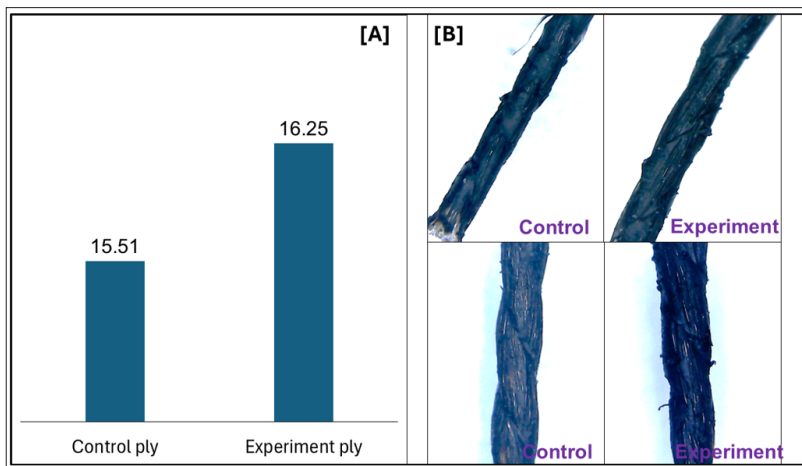 [A]
16.25
15.51
Control ply
Experiment ply
[B]
Control
Experiment
Control
Experiment